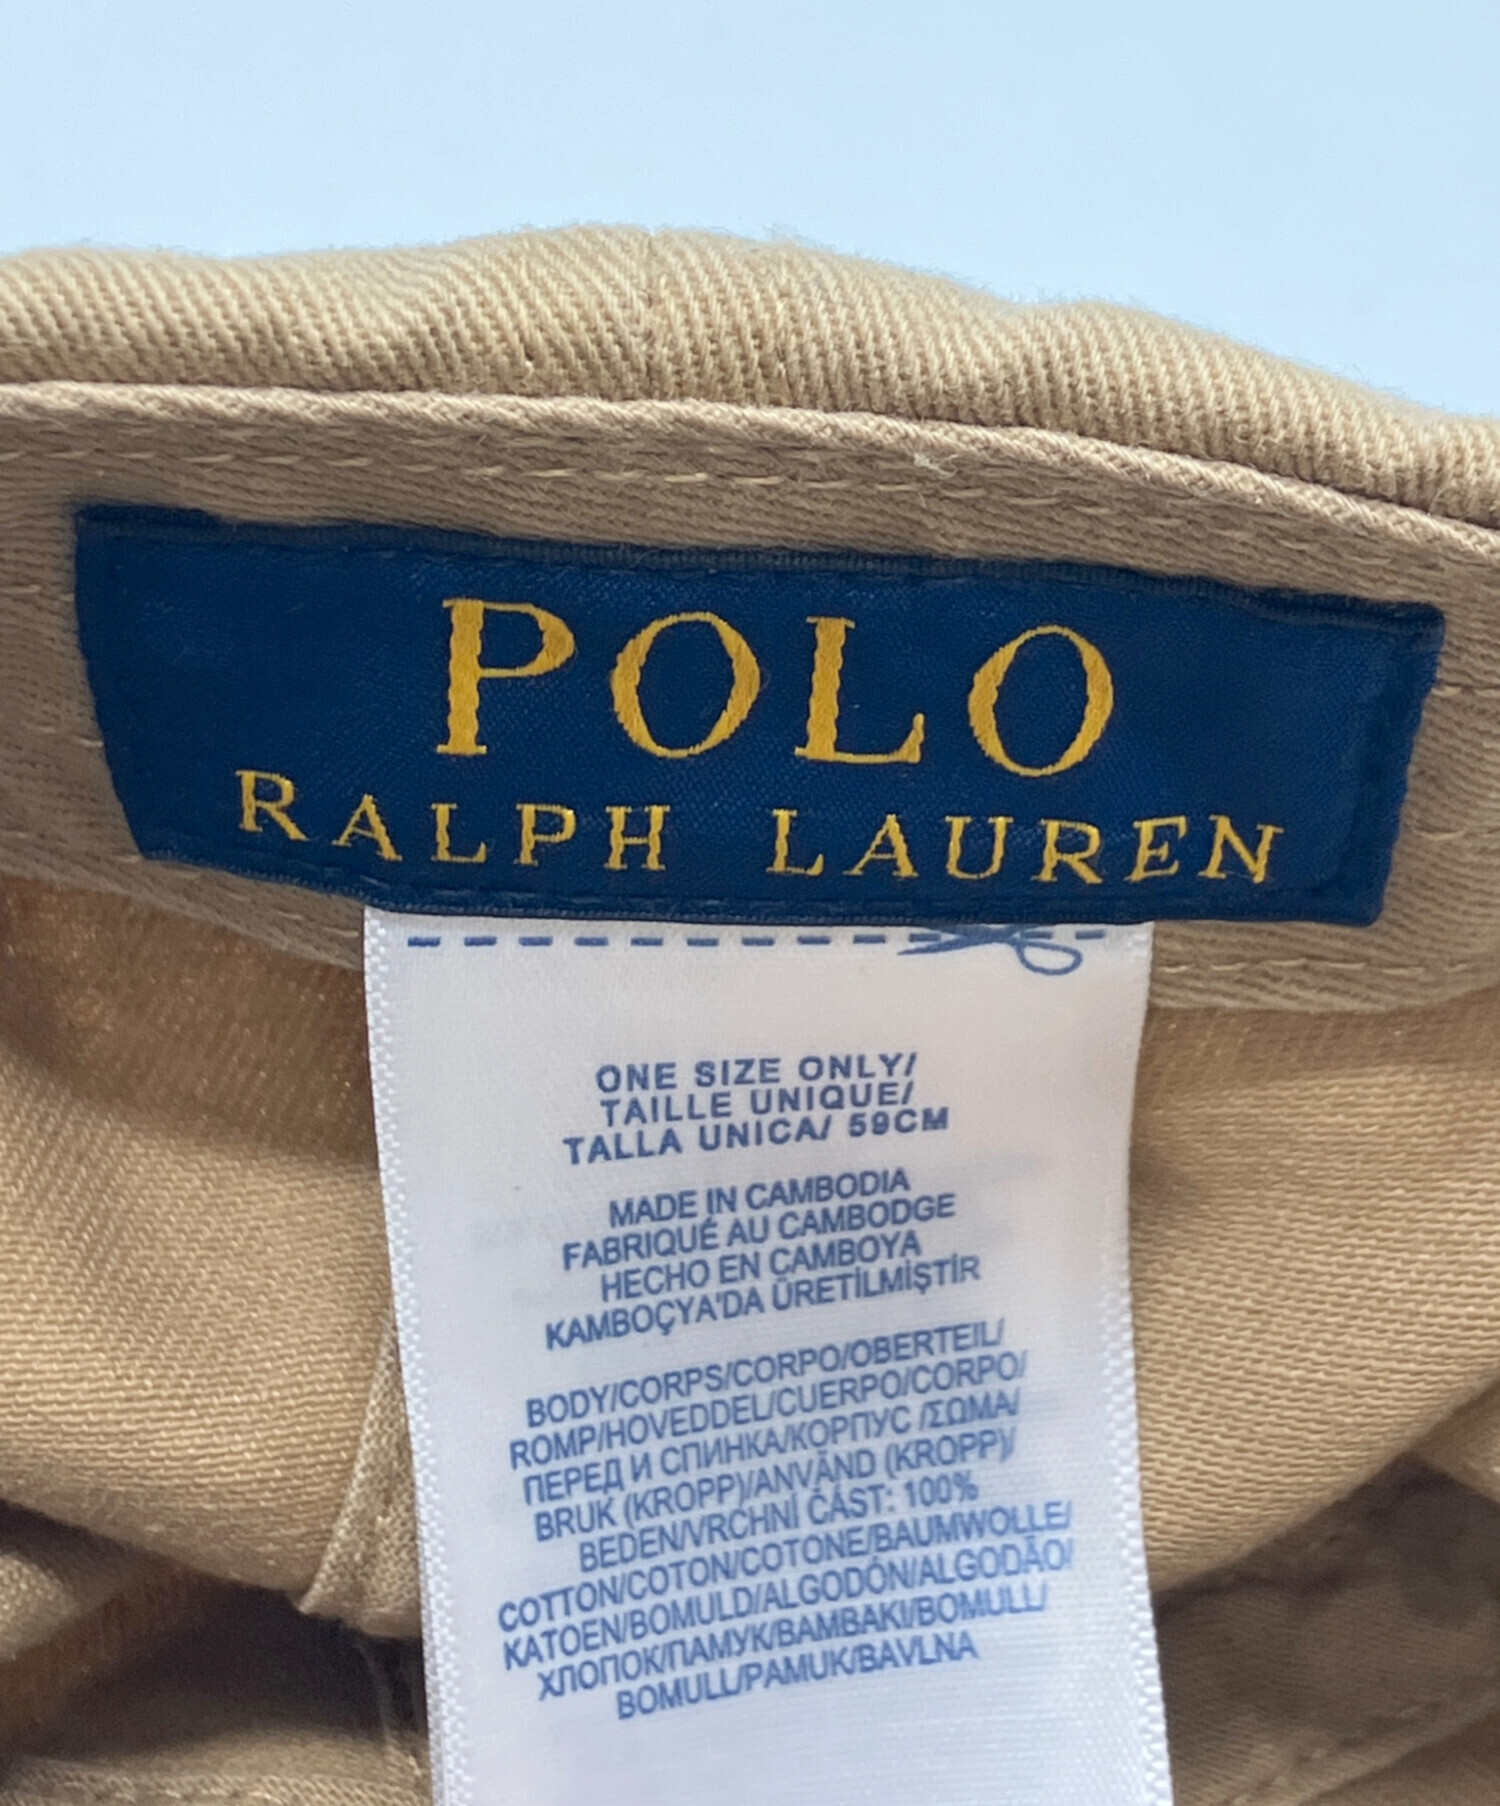 POLO
RALPH LAUREN
ONE SIZE ONLY/
TAILLE UNIQUE/
TALLA UNICA/ 59CM
MADE IN CAMBODIA
FABRIQUÉ AU CAMBODGE
HECHO EN CAMBOYA
KAMBOÇYA'DA ÜRETİLMİŞTİR
BODY/CORPS/CORPO/OBERTEIL/
ROMP/HOVEDDEL/CUERPO/CORPO/
ПЕРЕД И СПИНКА/КОРПУС /ΣΩΜΑ/
BRUK (KROPP)/ANVÄND (KROPP)/
BEDEN/VRCHNÍ ČÁST: 100%
COTTON/COTON/COTONE/BAUMWOLLE/
KATOEN/BOMULD/ALGODÓN/ALGODÃO/
ХЛОПОК/ПАМУК/ΒΑΜΒΑΚΙ/BOMULL/
BOMULL/PAMUK/BAVLNA